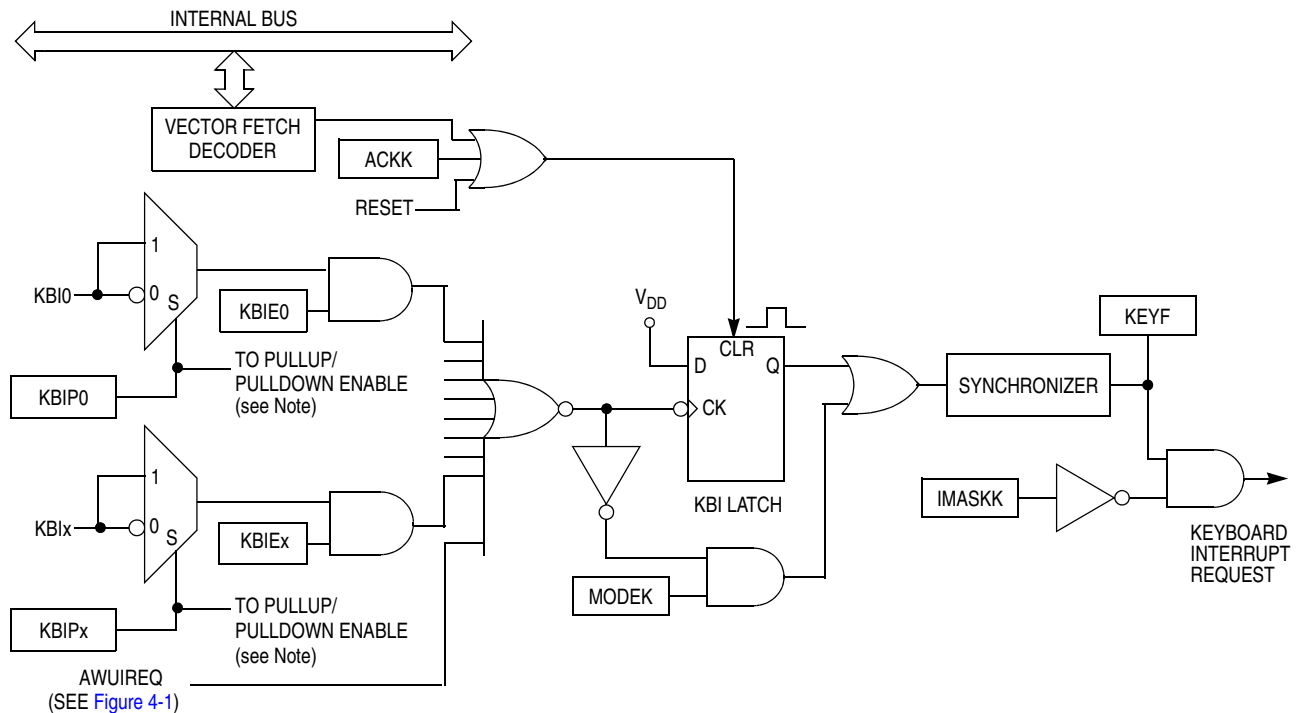 INTERNAL BUS
VECTOR FETCH
DECODER
ACKK
RESET
1
KBI0
0
S
KBIE0
TO PULLUP/
PULLDOWN ENABLE
(see Note)
KBIP0
VDD
CLR
D
Q
CK
KBI LATCH
KEYF
SYNCHRONIZER
1
KBIx
0
S
KBIEx
TO PULLUP/
PULLDOWN ENABLE
(see Note)
KBIPx
MODEK
IMASKK
KEYBOARD
INTERRUPT
REQUEST
AWUIREQ
(SEE Figure 4-1)